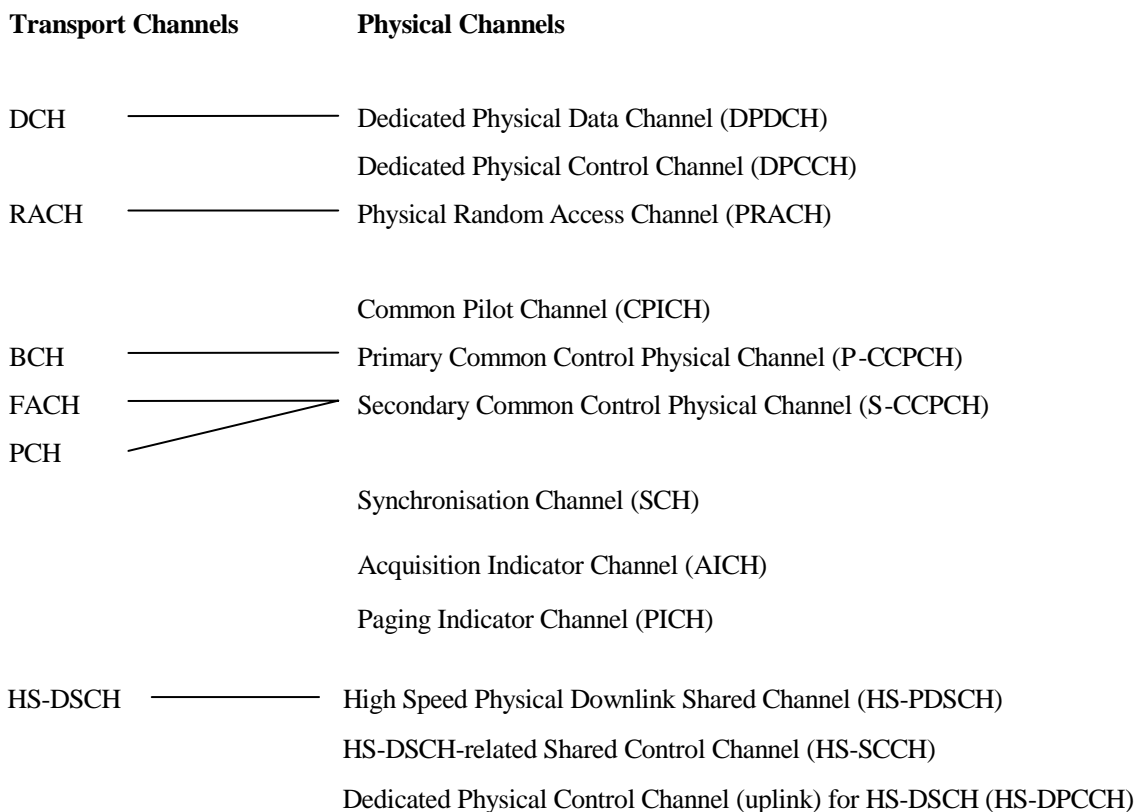 Transport Channels Physical Channels
DCH Dedicated Physical Data Channel (DPDCH)
Dedicated Physical Control Channel (DPCCH)
RACH Physical Random Access Channel (PRACH)
Common Pilot Channel (CPICH)
BCH Primary Common Control Physical Channel (P-CCPCH)
FACH Secondary Common Control Physical Channel (S-CCPCH)
PCH
Synchronisation Channel (SCH)
Acquisition Indicator Channel (AICH)
Paging Indicator Channel (PICH)
HS-DSCH High Speed Physical Downlink Shared Channel (HS-PDSCH)
HS-DSCH-related Shared Control Channel (HS-SCCH)
Dedicated Physical Control Channel (uplink) for HS-DSCH (HS-DPCCH)